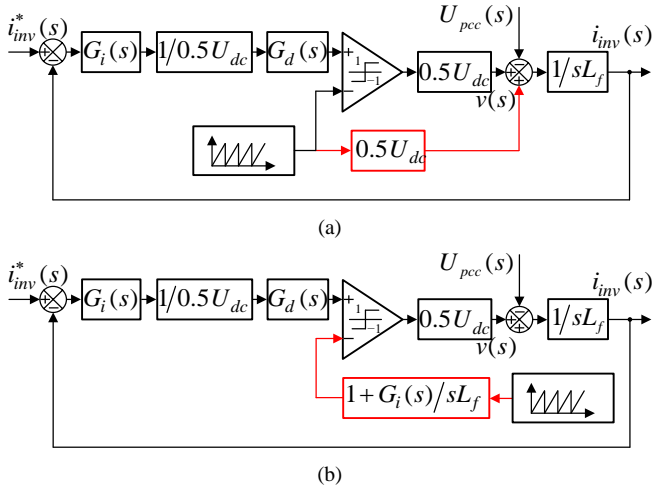 i*inv(s)
Gi(s)
1/0.5Udc
Gd(s)
+
−
1
−1
0.5Udc
v(s)
Upcc(s)
1/sLf
iinv(s)
0.5Udc
(a)
i*inv(s)
Gi(s)
1/0.5Udc
Gd(s)
+
−
1
−1
0.5Udc
v(s)
Upcc(s)
1/sLf
iinv(s)
1+Gi(s)/sLf
(b)